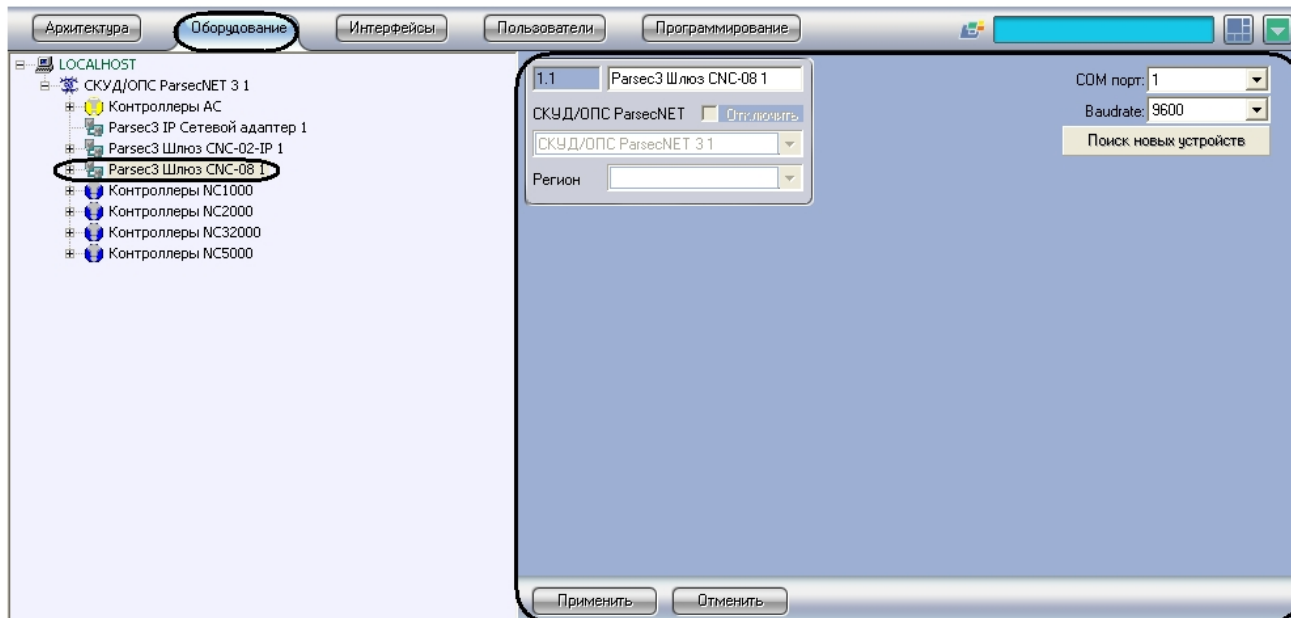 Архитектура
Оборудование
Интерфейсы
Пользователи
Программирование
LOCALHOST
СКУД/ОПС ParsecNET 3 1
Контроллеры AC
Parsec3 IP Сетевой адаптер 1
Parsec3 Шлюз CNC-02-IP 1
Parsec3 Шлюз CNC-08 1
Контроллеры NC1000
Контроллеры NC2000
Контроллеры NC32000
Контроллеры NC5000
1.1 Parsec3 Шлюз CNC-08 1
СКУД/ОПС ParsecNET Отключить
СКУД/ОПС ParsecNET 3 1
Регион
COM порт: 1
Baudrate: 9600
Поиск новых устройств
Применить
Отменить